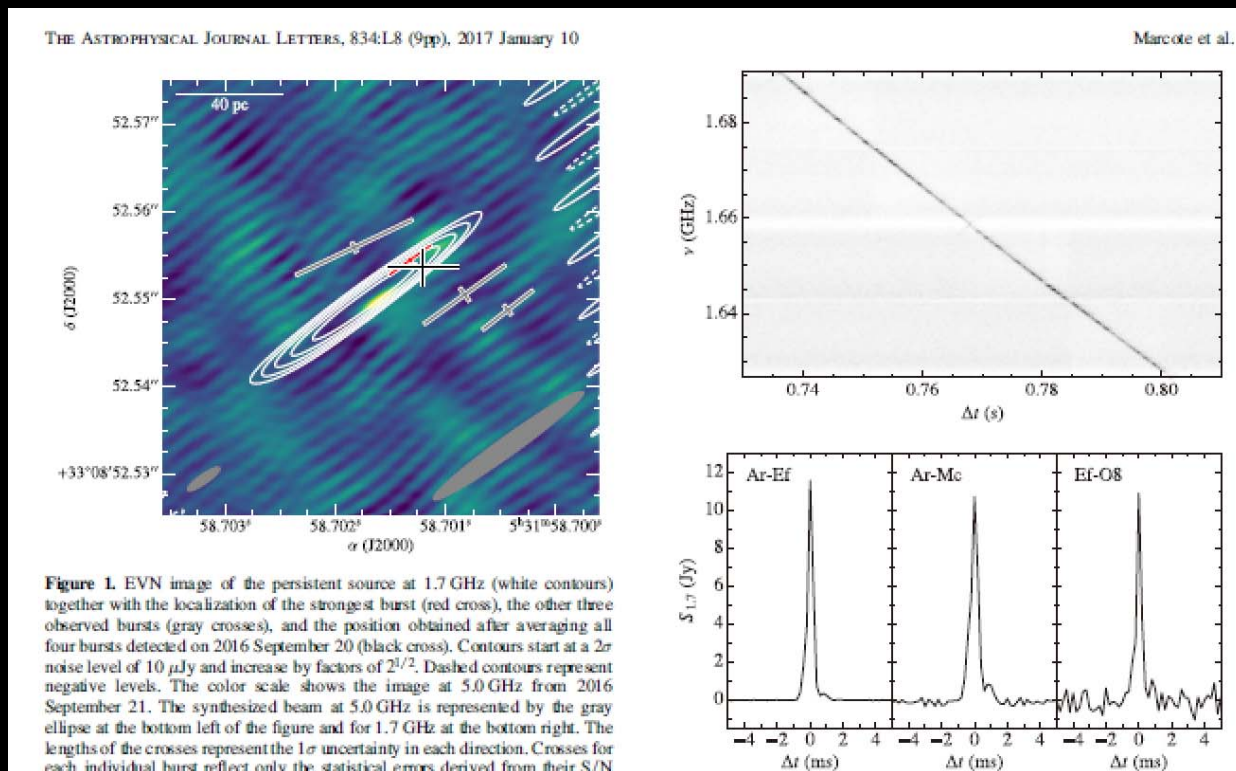 THE ASTROPHYSICAL JOURNAL LETTERS, 834:L8 (9pp), 2017 January 10
Marcote et al.
40 pc
52.57″
52.56″
52.55″
52.54″
+33°08′52.53″
δ (J2000)
58.703ˢ 58.702ˢ 58.701ˢ 5ʰ31ᵐ58.700ˢ
α (J2000)
Figure 1. EVN image of the persistent source at 1.7 GHz (white contours)
together with the localization of the strongest burst (red cross), the other three
observed bursts (gray crosses), and the position obtained after averaging all
four bursts detected on 2016 September 20 (black cross). Contours start at a 2σ
noise level of 10 μJy and increase by factors of 2^{1/2}. Dashed contours represent
negative levels. The color scale shows the image at 5.0 GHz from 2016
September 21. The synthesized beam at 5.0 GHz is represented by the gray
ellipse at the bottom left of the figure and for 1.7 GHz at the bottom right. The
lengths of the crosses represent the 1σ uncertainty in each direction. Crosses for
each individual burst reflect only the statistical errors derived from their S/N
1.68
1.66
1.64
ν (GHz)
0.74 0.76 0.78 0.80
Δt (s)
Ar-Ef Ar-Mc Ef-O8
12
10
8
6
4
2
0
S₁.₇ (Jy)
−4 −2 0 2 4 −4 −2 0 2 4 −4 −2 0 2 4
Δt (ms) Δt (ms) Δt (ms)